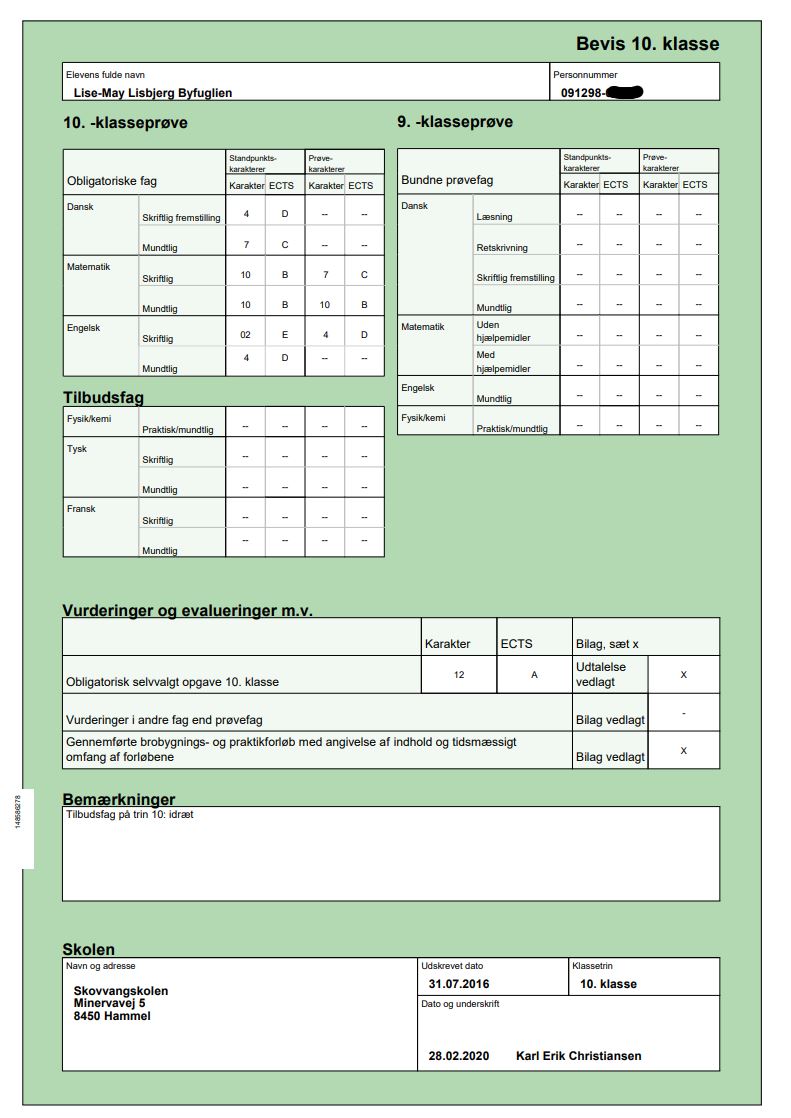 Bevis 10. klasse
Elevens fulde navn Personnummer
Lise-May Lisbjerg Byfuglien 091298-
10. -klasseprøve
Standpunkts-karakterer Prøve-karakterer
Obligatoriske fag Karakter ECTS Karakter ECTS
Dansk Skriftlig fremstilling 4 D -- --
Mundtlig 7 C -- --
Matematik Skriftlig 10 B 7 C
Mundtlig 10 B 10 B
Engelsk Skriftlig 02 E 4 D
Mundtlig 4 D -- --
Tilbudsfag
Fysik/kemi Praktisk/mundtlig -- -- -- --
Tysk Skriftlig -- -- -- --
Mundtlig -- -- -- --
Fransk Skriftlig -- -- -- --
Mundtlig -- -- -- --
9. -klasseprøve
Standpunkts-karakterer Prøve-karakterer
Bundne prøvefag Karakter ECTS Karakter ECTS
Dansk Læsning -- -- -- --
Retskrivning -- -- -- --
Skriftlig fremstilling -- -- -- --
Mundtlig -- -- -- --
Matematik Uden hjælpemidler -- -- -- --
Med hjælpemidler -- -- -- --
Engelsk Mundtlig -- -- -- --
Fysik/kemi Praktisk/mundtlig -- -- -- --
Vurderinger og evalueringer m.v.
Karakter ECTS Bilag, sæt x
Obligatorisk selvvalgt opgave 10. klasse 12 A Udtalelse vedlagt X
Vurderinger i andre fag end prøvefag Bilag vedlagt -
Gennemførte brobygnings- og praktikforløb med angivelse af indhold og tidsmæssigt
omfang af forløbene Bilag vedlagt X
148586278
Bemærkninger
Tilbudsfag på trin 10: idræt
Skolen
Navn og adresse
Skovvangskolen
Minervavej 5
8450 Hammel
Udskrevet dato Klassetrin
31.07.2016 10. klasse
Dato og underskrift
28.02.2020 Karl Erik Christiansen